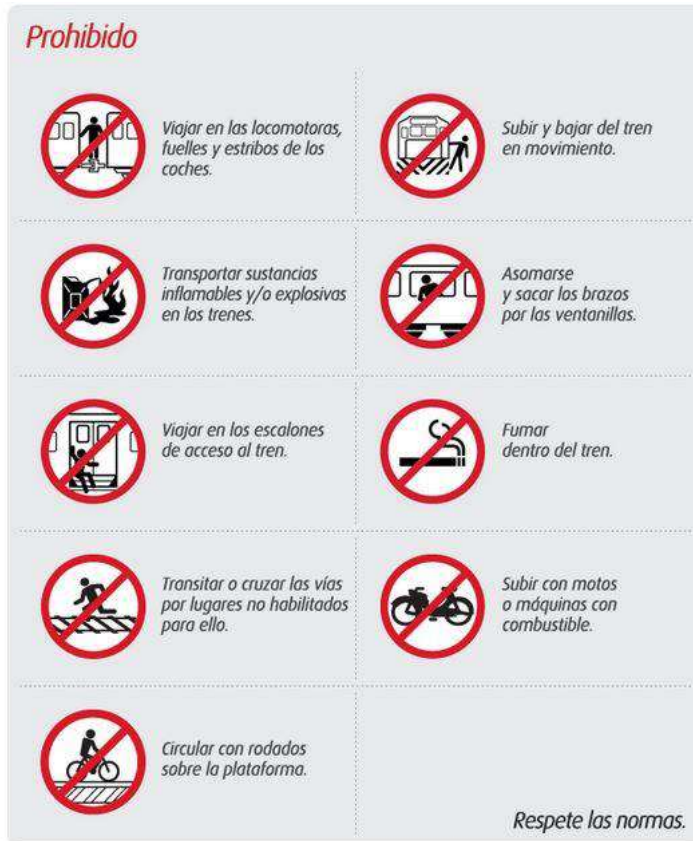 Prohibido
Viajar en las locomotoras,
fuelles y estribos de los
coches.
Subir y bajar del tren
en movimiento.
Transportar sustancias
inflamables y/o explosivas
en los trenes.
Asomarse
y sacar los brazos
por las ventanillas.
Viajar en los escalones
de acceso al tren.
Fumar
dentro del tren.
Transitar o cruzar las vías
por lugares no habilitados
para ello.
Subir con motos
o máquinas con
combustible.
Circular con rodados
sobre la plataforma.
Respete las normas.